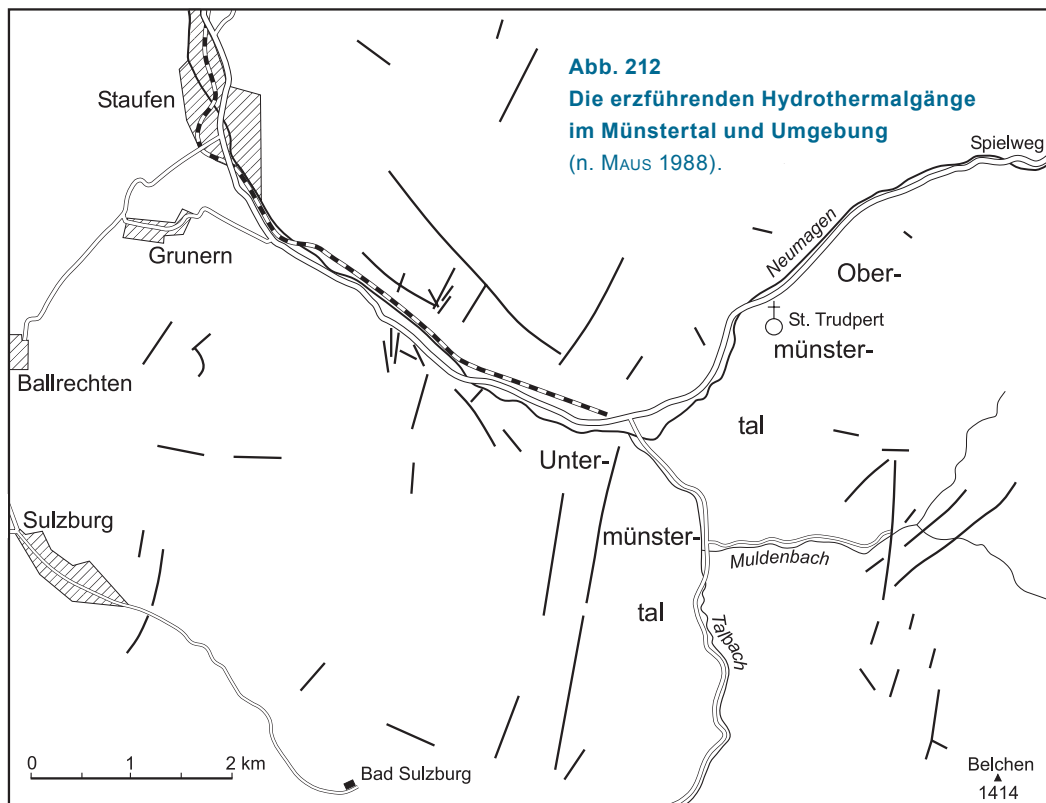 Abb. 212
Die erzführenden Hydrothermalgänge
im Münstertal und Umgebung
(n. MAUS 1988).
Staufen
Spielweg
Grunern
Neumagen
Ober-
St. Trudpert
münster-
Ballrechten
tal
Unter-
Sulzburg
münster-
Muldenbach
tal
Talbach
0 1 2 km
Bad Sulzburg
Belchen
1414